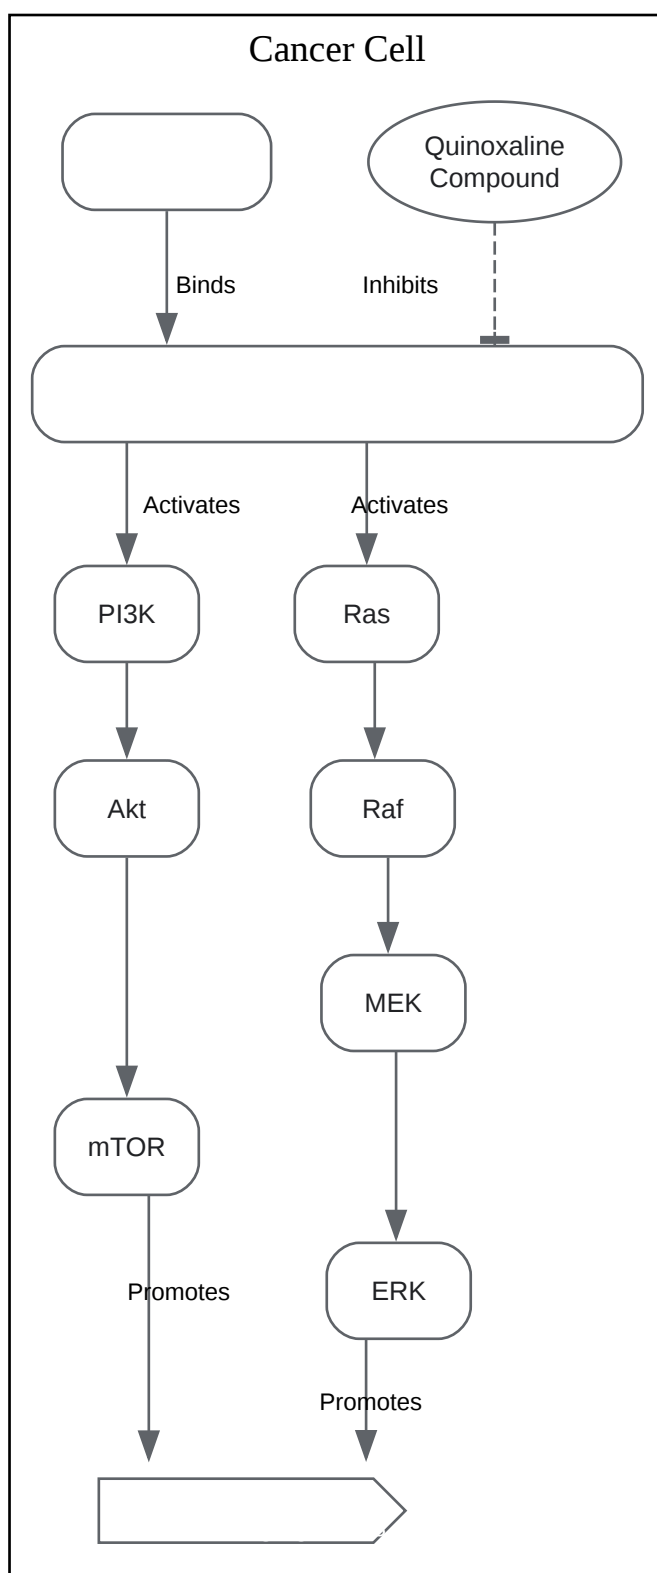 Cancer Cell
Quinoxaline
Compound
Binds
Inhibits
Activates
Activates
PI3K
Ras
Akt
Raf
MEK
mTOR
Promotes
ERK
Promotes